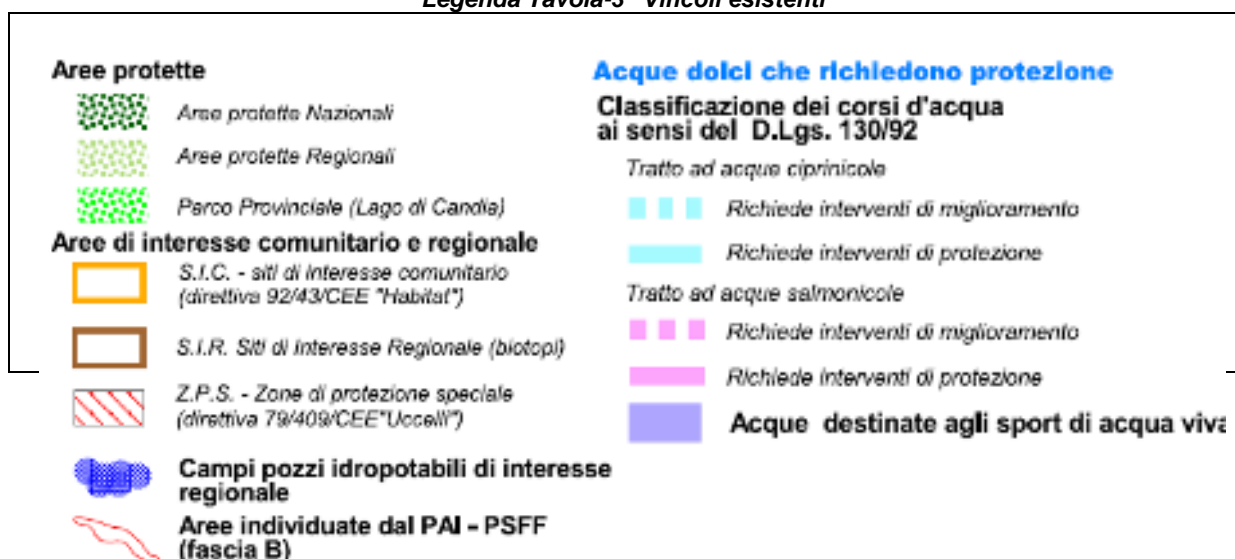 Legenda Tavola-3 "Vincoli esistenti"
Aree protette
Aree protette Nazionali
Aree protette Regionali
Parco Provinciale (Lago di Candia)
Aree di interesse comunitario e regionale
S.I.C. - siti di interesse comunitario
(direttiva 92/43/CEE "Habitat")
S.I.R. Siti di Interesse Regionale (biotopi)
Z.P.S. - Zone di protezione speciale
(direttiva 79/409/CEE"Uccelli")
Campi pozzi idropotabili di interesse
regionale
Aree individuate dal PAI - PSFF
(fascia B)
Acque dolci che richiedono protezione
Classificazione dei corsi d'acqua
ai sensi del D.Lgs. 130/92
Tratto ad acque ciprinicole
Richiede interventi di miglioramento
Richiede interventi di protezione
Tratto ad acque salmonicole
Richiede interventi di miglioramento
Richiede interventi di protezione
Acque destinate agli sport di acqua viva